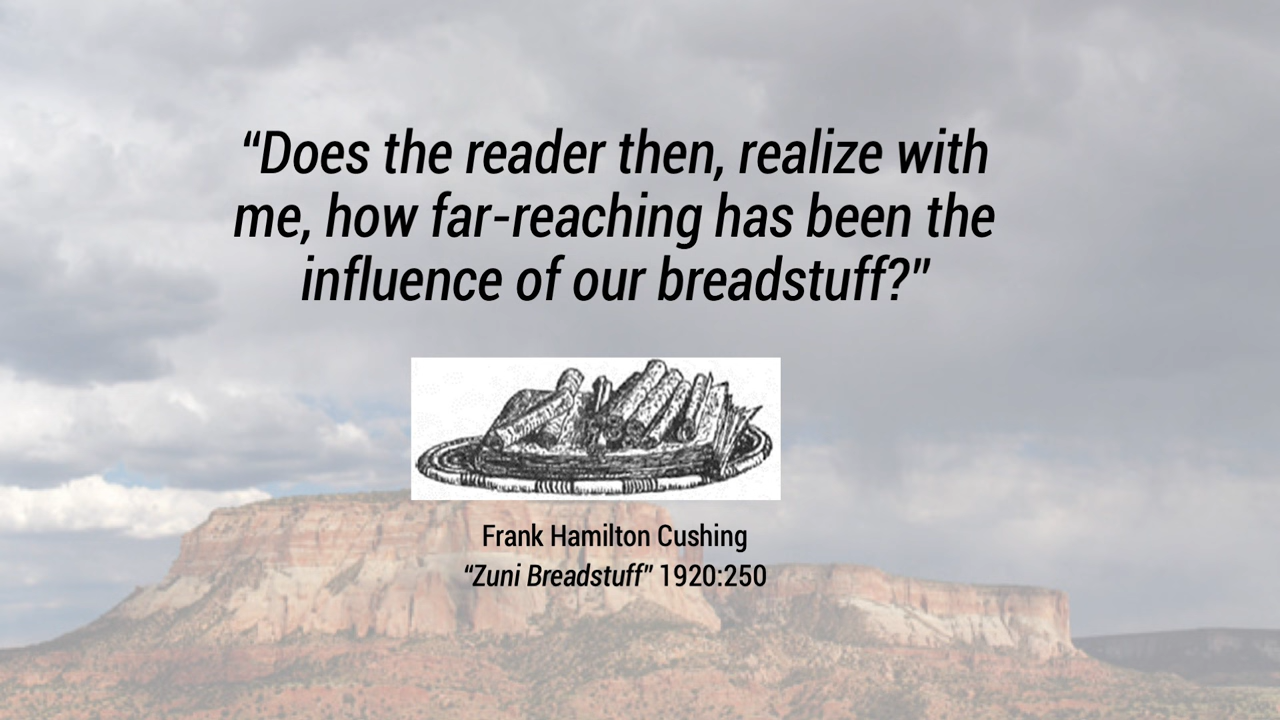 “Does the reader then, realize with
me, how far-reaching has been the
influence of our breadstuff?”
Frank Hamilton Cushing
“Zuni Breadstuff” 1920:250